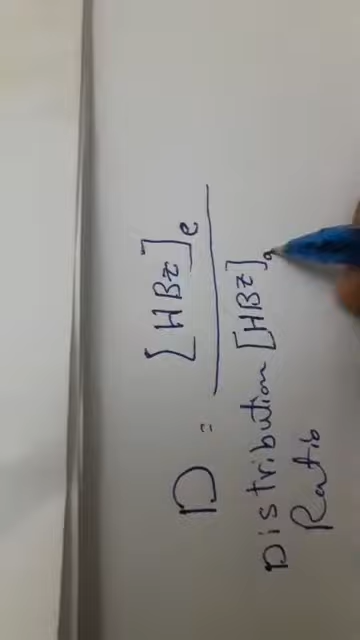 [HBz]e
D = ―――
Distribution [HBz]a
Ratio